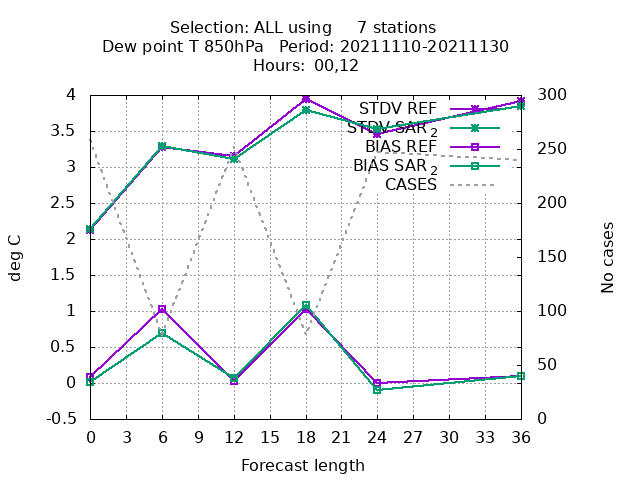 Selection: ALL using 7 stations
Dew point T 850hPa Period: 20211110-20211130
Hours: 00,12
4
3.5
3
2.5
2
1.5
1
0.5
0
-0.5
300
250
200
150
100
50
0
STDV REF
STDV SAR 2
BIAS REF
BIAS SAR 2
CASES
deg C
No cases
0 3 6 9 12 15 18 21 24 27 30 33 36
Forecast length